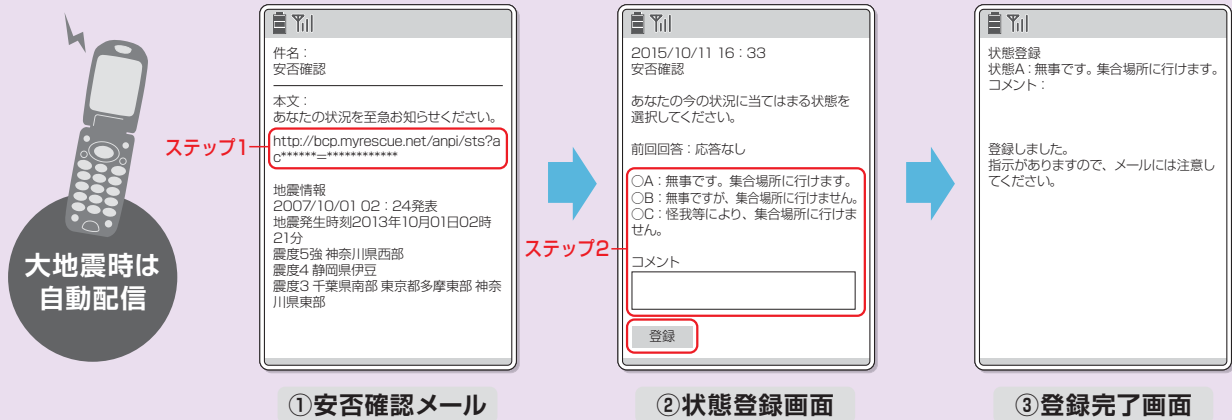 大地震時は
自動配信
件名：
安否確認
本文：
あなたの状況を至急お知らせください。
ステップ1
http://bcp.myrescue.net/anpi/sts?a
c******=************
地震情報
2007/10/01 02：24発表
地震発生時刻2013年10月01日02時
21分
震度5強 神奈川県西部
震度4 静岡県伊豆
震度3 千葉県南部 東京都多摩東部 神奈
川県東部
①安否確認メール
2015/10/11 16：33
安否確認
あなたの今の状況に当てはまる状態を
選択してください。
前回回答：応答なし
ステップ2
○A：無事です。集合場所に行けます。
○B：無事ですが、集合場所に行けません。
○C：怪我等により、集合場所に行けま
せん。
コメント
登録
②状態登録画面
状態登録
状態A：無事です。集合場所に行けます。
コメント：
登録しました。
指示がありますので、メールには注意し
てください。
③登録完了画面